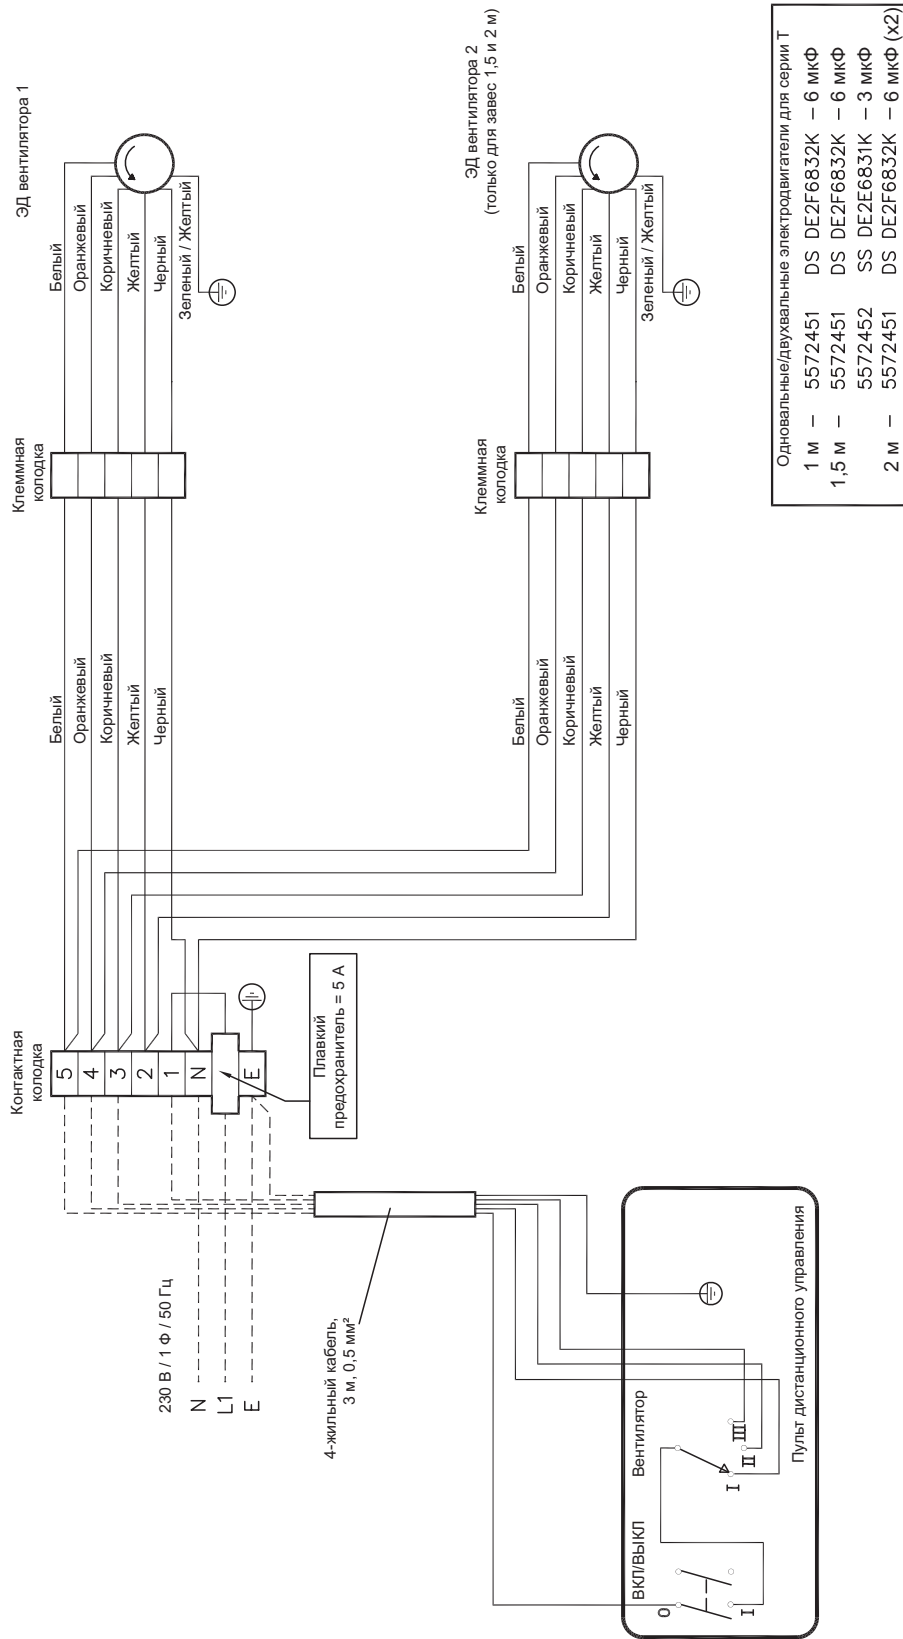 ЭД вентилятора 1
Белый
Оранжевый
Коричневый
Желтый
Черный
Зеленый / Желтый
Клеммная
колодка
Белый
Оранжевый
Коричневый
Желтый
Черный
ЭД вентилятора 2
(только для завес 1,5 и 2 м)
Белый
Оранжевый
Коричневый
Желтый
Черный
Зеленый / Желтый
Клеммная
колодка
Белый
Оранжевый
Коричневый
Желтый
Черный
Контактная
колодка
5
4
3
2
1
N
E
Плавкий
предохранитель = 5 А
230 В / 1 Ф / 50 Гц
N
L1
E
4-жильный кабель,
3 м, 0,5 мм²
Пульт дистанционного управления
ВКЛ/ВЫКЛ
O
I
Вентилятор
I
II
III
Одновальные/двухвальные электродвигатели для серии Т
1 м – 5572451 DS DE2F6832K – 6 мкФ
1,5 м – 5572451 DS DE2F6832K – 6 мкФ
5572452 SS DE2E6831K – 3 мкФ
2 м – 5572451 DS DE2F6832K – 6 мкФ (x2)